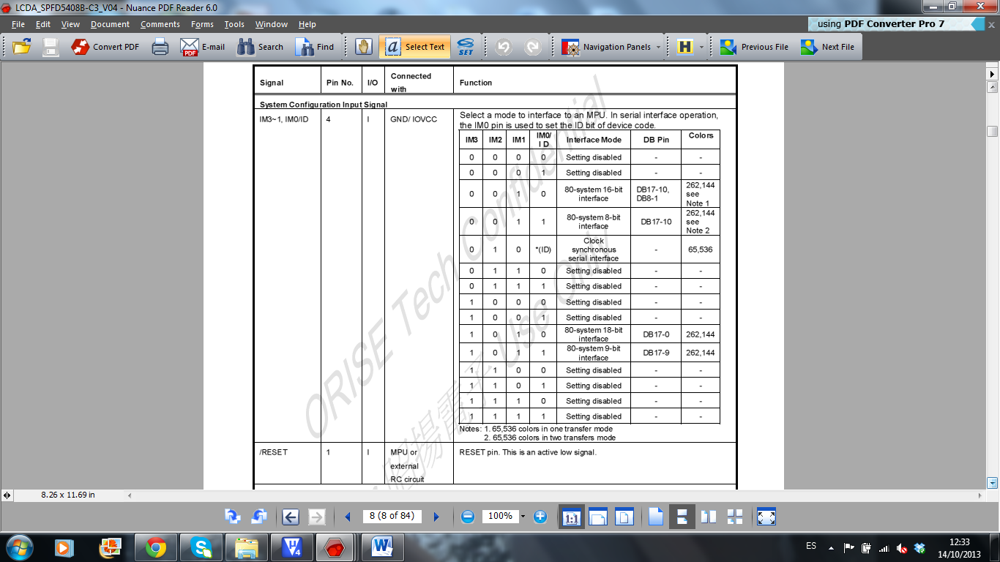 LCDA_SPFD5408B-C3_V04 - Nuance PDF Reader 6.0
File Edit View Document Comments Forms Tools Window Help
using PDF Converter Pro 7
Convert PDF E-mail Search Find Select Text SET Navigation Panels H Previous File Next File
Signal Pin No. I/O Connected with Function
System Configuration Input Signal
IM3~1, IM0/ID 4 I GND/ IOVCC Select a mode to interface to an MPU. In serial interface operation,
the IM0 pin is used to set the ID bit of device code.
IM3 IM2 IM1 IM0/ I D Interface Mode DB Pin Colors
0 0 0 0 Setting disabled - -
0 0 0 1 Setting disabled - -
0 0 1 0 80-system 16-bit interface DB17-10, DB8-1 262,144 see Note 1
0 0 1 1 80-system 8-bit interface DB17-10 262,144 see Note 2
0 1 0 *(ID) Clock synchronous serial interface - 65,536
0 1 1 0 Setting disabled - -
0 1 1 1 Setting disabled - -
1 0 0 0 Setting disabled - -
1 0 0 1 Setting disabled - -
1 0 1 0 80-system 18-bit interface DB17-0 262,144
1 0 1 1 80-system 9-bit interface DB17-9 262,144
1 1 0 0 Setting disabled - -
1 1 0 1 Setting disabled - -
1 1 1 0 Setting disabled - -
1 1 1 1 Setting disabled - -
Notes: 1. 65,536 colors in one transfer mode
2. 65,536 colors in two transfers mode
/RESET 1 I MPU or external RC circuit RESET pin. This is an active low signal.
ORISE Tech Confidential
揚電子 Use Only
8.26 x 11.69 in
8 (8 of 84) 100% 1:1
ES 12:33
14/10/2013